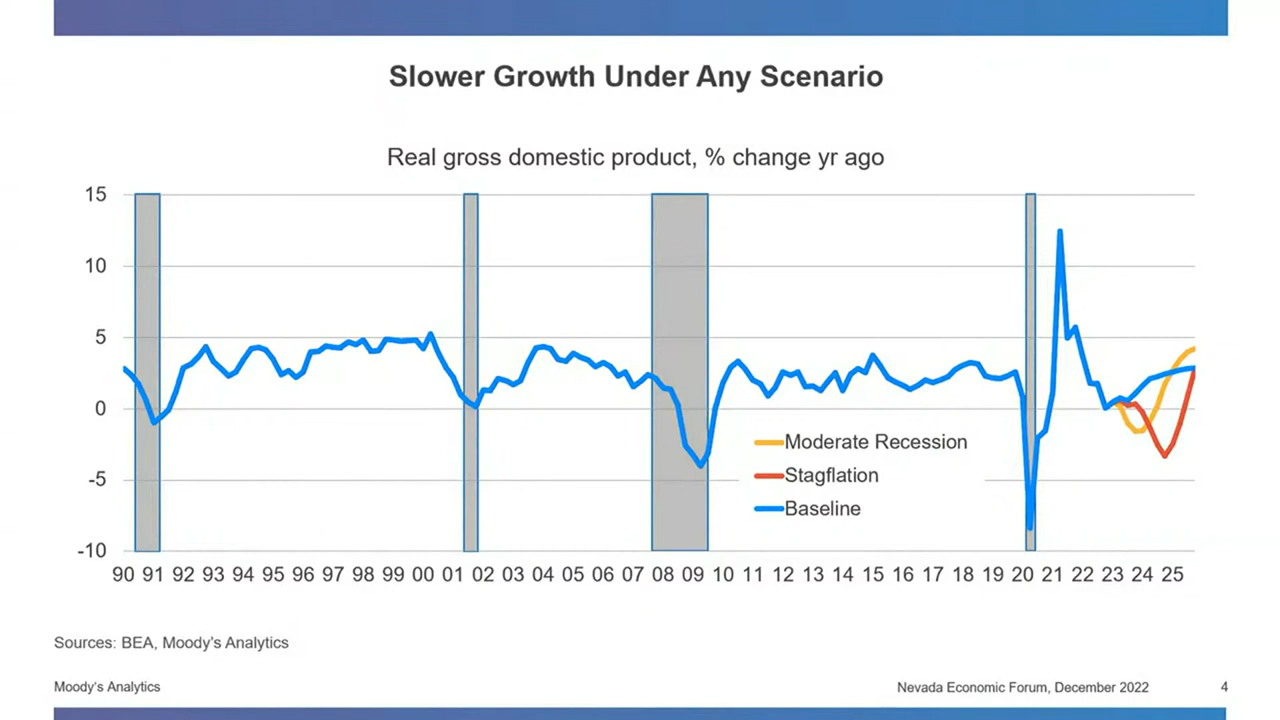 Slower Growth Under Any Scenario
Real gross domestic product, % change yr ago
15
10
5
0
-5
-10
Moderate Recession
Stagflation
Baseline
90 91 92 93 94 95 96 97 98 99 00 01 02 03 04 05 06 07 08 09 10 11 12 13 14 15 16 17 18 19 20 21 22 23 24 25
Sources: BEA, Moody's Analytics
Moody's Analytics
Nevada Economic Forum, December 2022
4